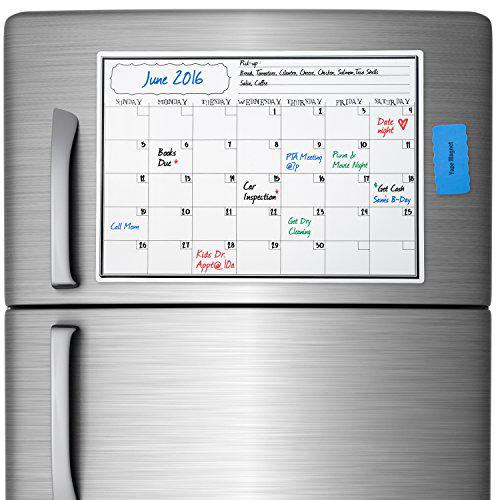 Pick-up:
Bread, Tomatoes, Cilantro, Cheese, Chicken, Salmon, Taco Shells
Salsa, Coffee
June 2016
SUNDAY MONDAY TUESDAY WEDNESDAY THURSDAY FRIDAY SATURDAY
1 2 3 4
Date
night
5 6 7 8 9 10 11
Books
Due *
PTA Meeting
@7p
Pizza &
Movie Night
12 13 14 15 16 17 18
Car
Inspection *
* Get Cash
Sam's B-Day
19 20 21 22 23 24 25
Call Mom
Get Dry
Cleaning
26 27 28 29 30
Kids Dr.
Appt@10a
Yaze Magnet